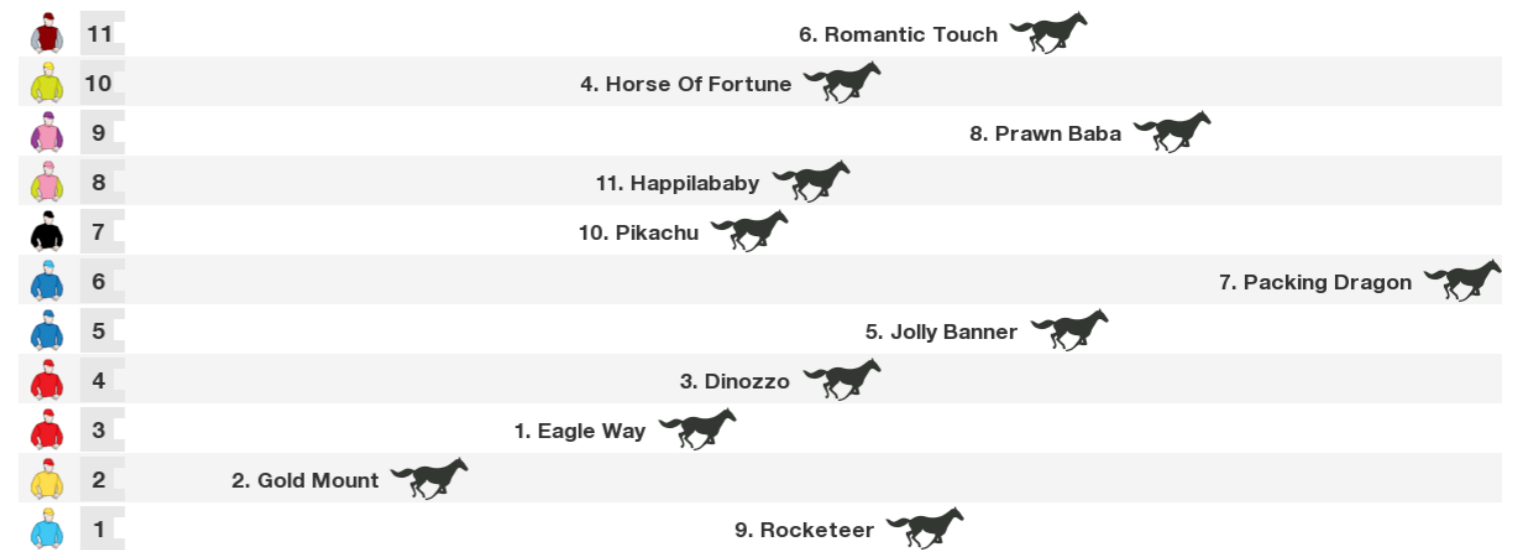 11 6. Romantic Touch
10 4. Horse Of Fortune
9 8. Prawn Baba
8 11. Happilababy
7 10. Pikachu
6 7. Packing Dragon
5 5. Jolly Banner
4 3. Dinozzo
3 1. Eagle Way
2 2. Gold Mount
1 9. Rocketeer